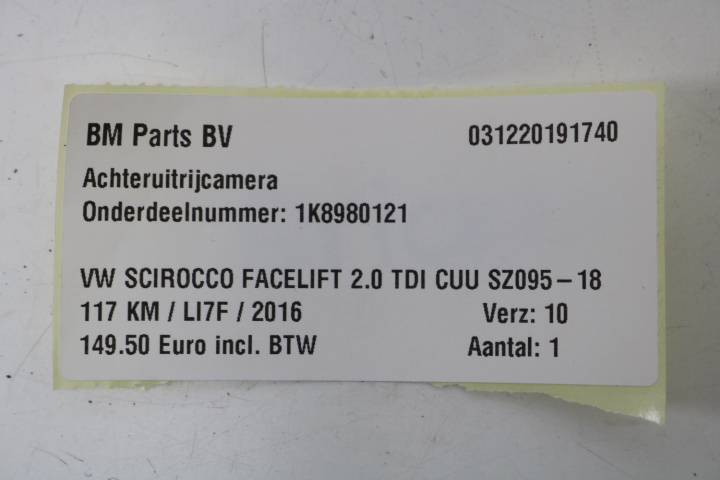 BM Parts BV 031220191740
Achteruitrijcamera
Onderdeelnummer: 1K8980121
VW SCIROCCO FACELIFT 2.0 TDI CUU SZ095-18
117 KM / LI7F / 2016 Verz: 10
149.50 Euro incl. BTW Aantal: 1